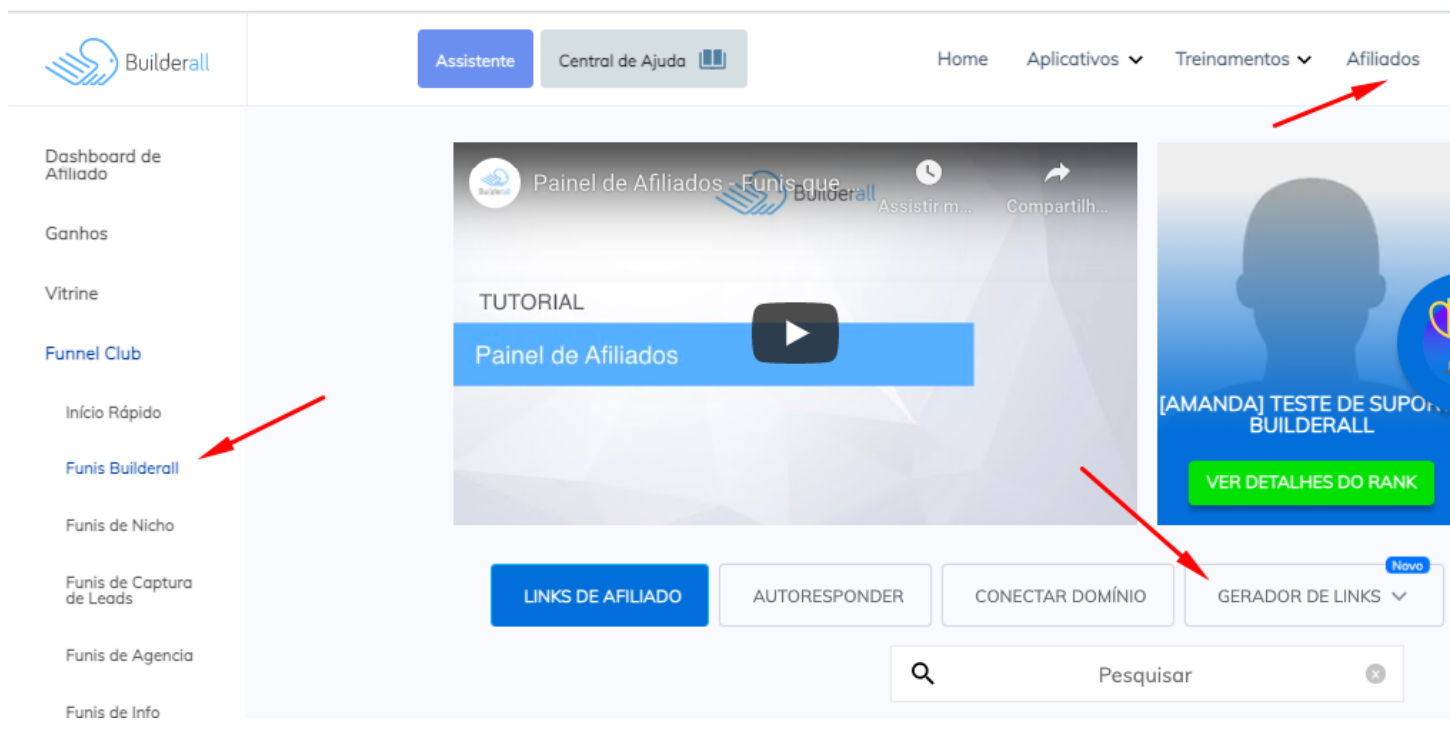 Builderall
Assistente
Central de Ajuda
Home
Aplicativos
Treinamentos
Afiliados
Dashboard de
Afiliado
Ganhos
Vitrine
Funnel Club
Início Rápido
Funis Builderall
Funis de Nicho
Funis de Captura
de Leads
Funis de Agencia
Funis de Info
Painel de Afiliados - Funis que...
Builderall
Assistir m...
Compartilh...
TUTORIAL
Painel de Afiliados
[AMANDA] TESTE DE
BUILDERALL
VER DETALHES DO RANK
LINKS DE AFILIADO
AUTORESPONDER
CONECTAR DOMÍNIO
Novo
GERADOR DE LINKS
Pesquisar